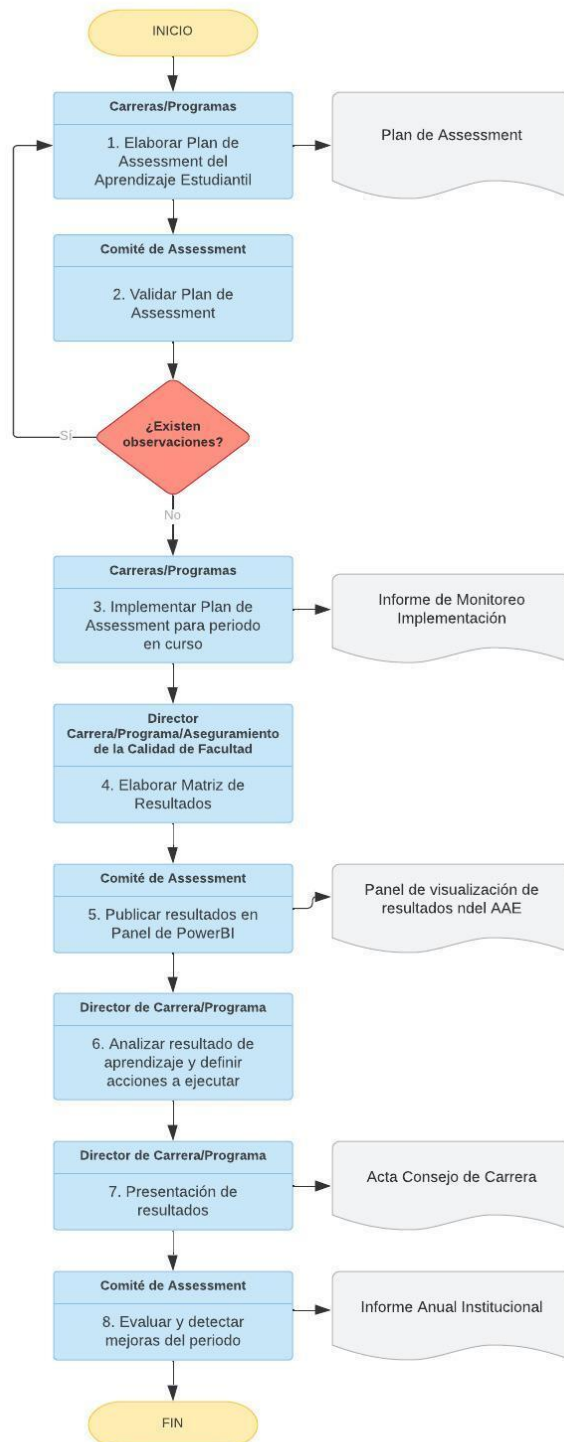 INICIO
Carreras/Programas
1. Elaborar Plan de
Assessment del
Aprendizaje Estudiantil
Plan de Assessment
Comité de Assessment
2. Validar Plan de
Assessment
¿Existen
observaciones?
Sí
No
Carreras/Programas
3. Implementar Plan de
Assessment para periodo
en curso
Informe de Monitoreo
Implementación
Director
Carrera/Programa/Aseguramiento
de la Calidad de Facultad
4. Elaborar Matriz de
Resultados
Comité de Assessment
5. Publicar resultados en
Panel de PowerBI
Panel de visualización de
resultados ndel AAE
Director de Carrera/Programa
6. Analizar resultado de
aprendizaje y definir
acciones a ejecutar
Director de Carrera/Programa
7. Presentación de
resultados
Acta Consejo de Carrera
Comité de Assessment
8. Evaluar y detectar
mejoras del periodo
Informe Anual Institucional
FIN